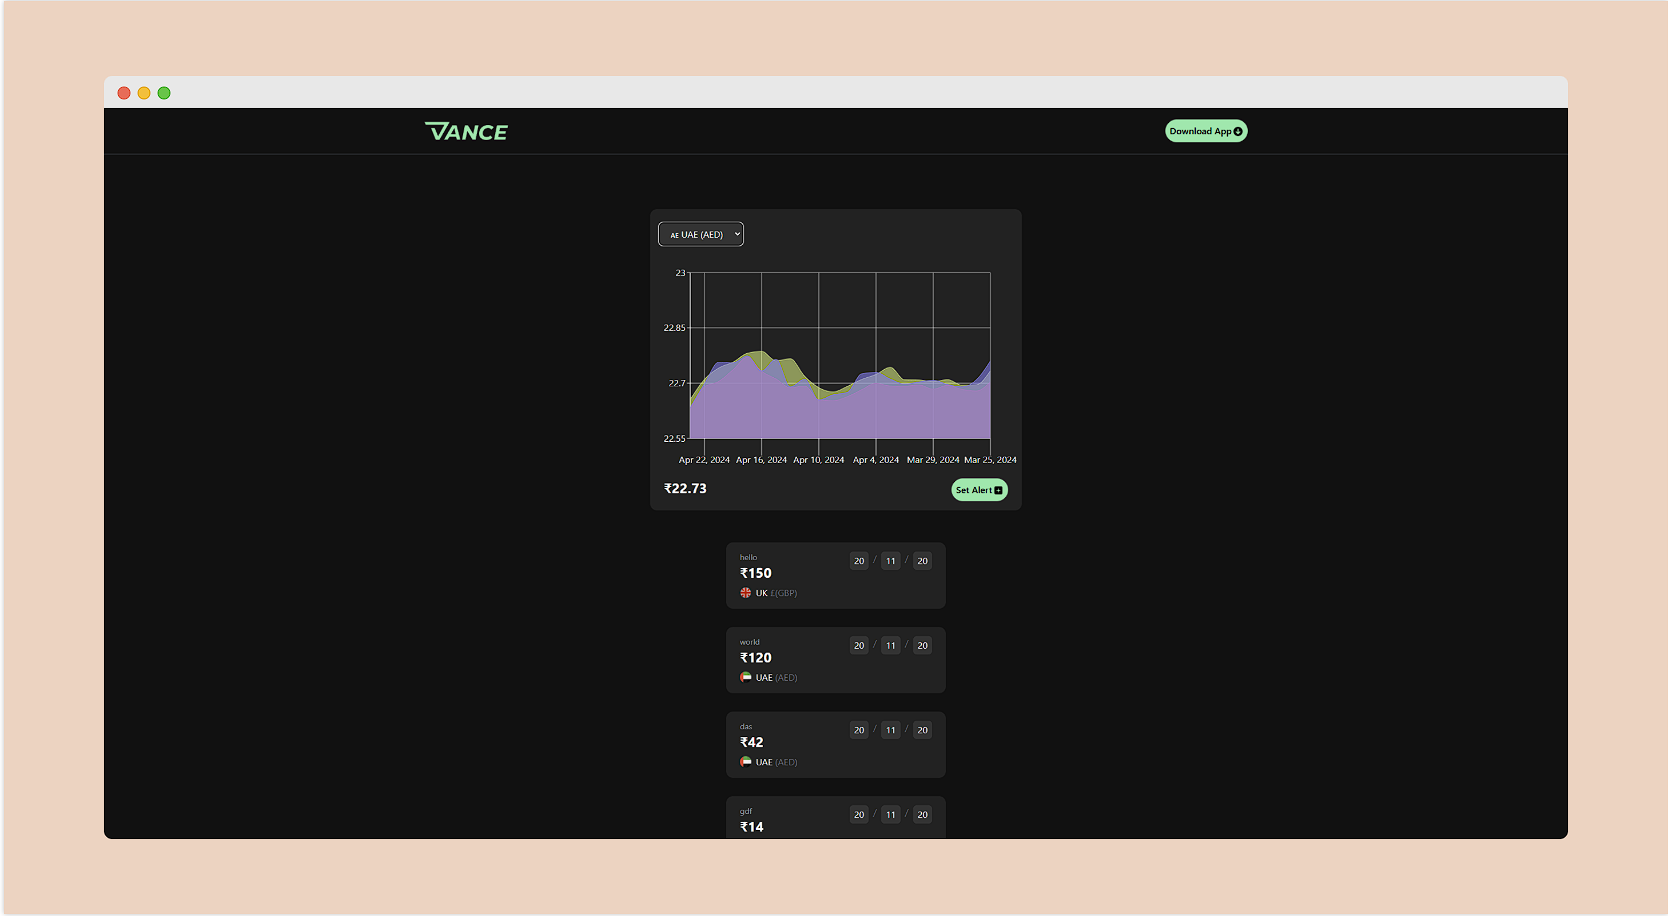 VANCE
Download App
AE UAE (AED)
23
22.85
22.7
22.55
Apr 22, 2024 Apr 16, 2024 Apr 10, 2024 Apr 4, 2024 Mar 29, 2024 Mar 25, 2024
₹22.73
Set Alert
hello
20 / 11 / 20
₹150
UK £(GBP)
world
20 / 11 / 20
₹120
UAE (AED)
das
20 / 11 / 20
₹42
UAE (AED)
gdf
20 / 11 / 20
₹14